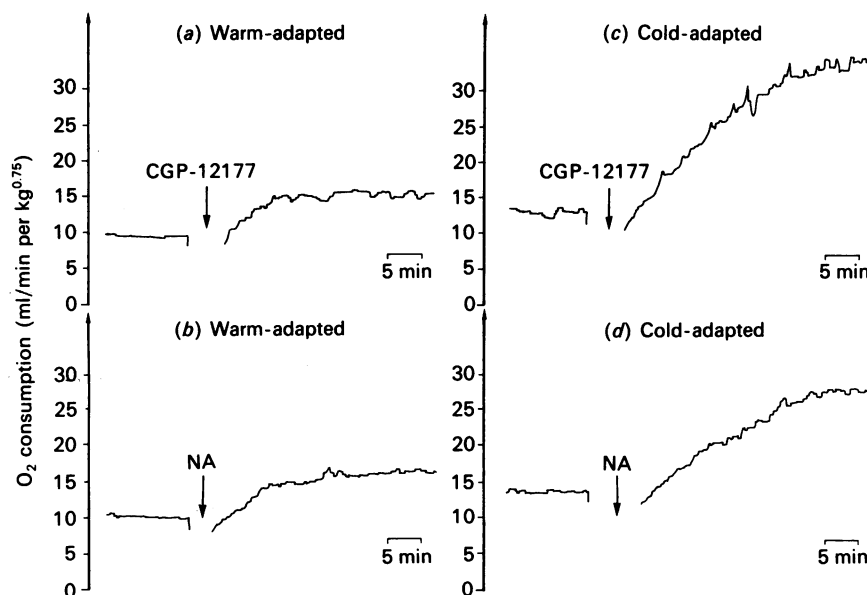 O2 consumption (ml/min per kg0.75)
(a) Warm-adapted
30
25
20
15
10
5
0
CGP-12177
5 min
(c) Cold-adapted
30
25
20
15
10
5
0
CGP-12177
5 min
(b) Warm-adapted
30
25
20
15
10
5
0
NA
5 min
(d) Cold-adapted
30
25
20
15
10
5
0
NA
5 min